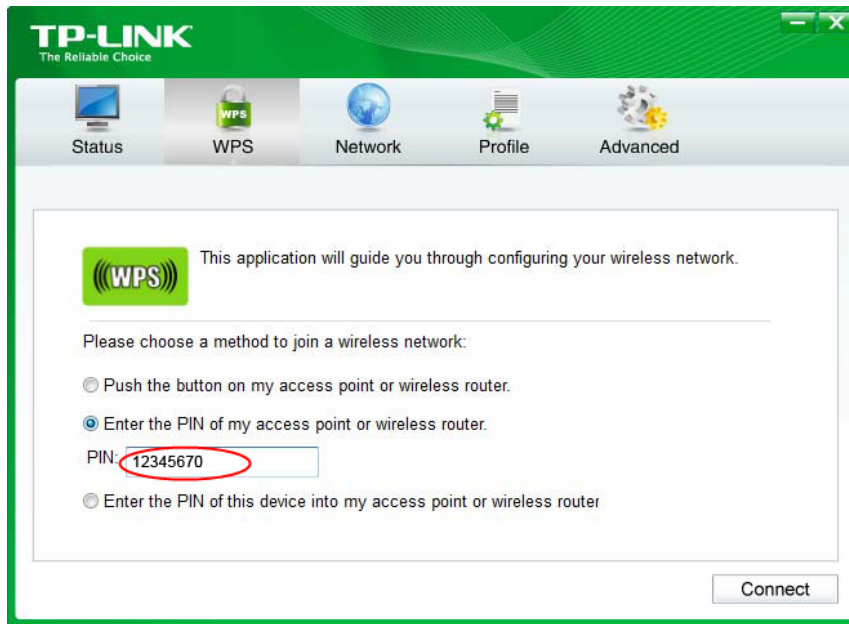 TP-LINK
The Reliable Choice
Status
WPS
WPS
Network
Profile
Advanced
(((WPS)))
This application will guide you through configuring your wireless network.
Please choose a method to join a wireless network:
Push the button on my access point or wireless router.
Enter the PIN of my access point or wireless router.
PIN: 12345670
Enter the PIN of this device into my access point or wireless router
Connect